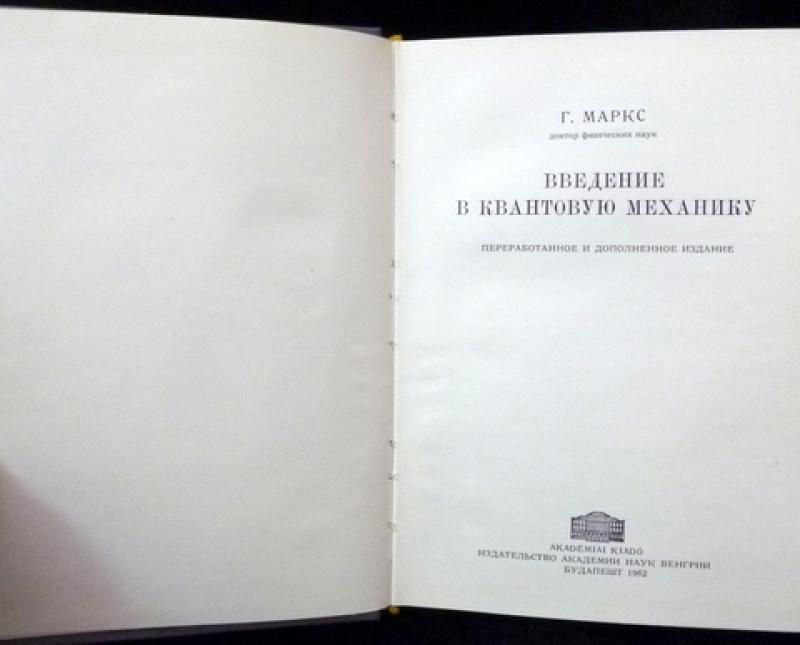 Г. МАРКС
доктор физических наук
ВВЕДЕНИЕ
В КВАНТОВУЮ МЕХАНИКУ
ПЕРЕРАБОТАННОЕ И ДОПОЛНЕННОЕ ИЗДАНИЕ
AKADÉMIAI KIADÓ
ИЗДАТЕЛЬСТВО АКАДЕМИИ НАУК ВЕНГРИИ
БУДАПЕШТ 1962